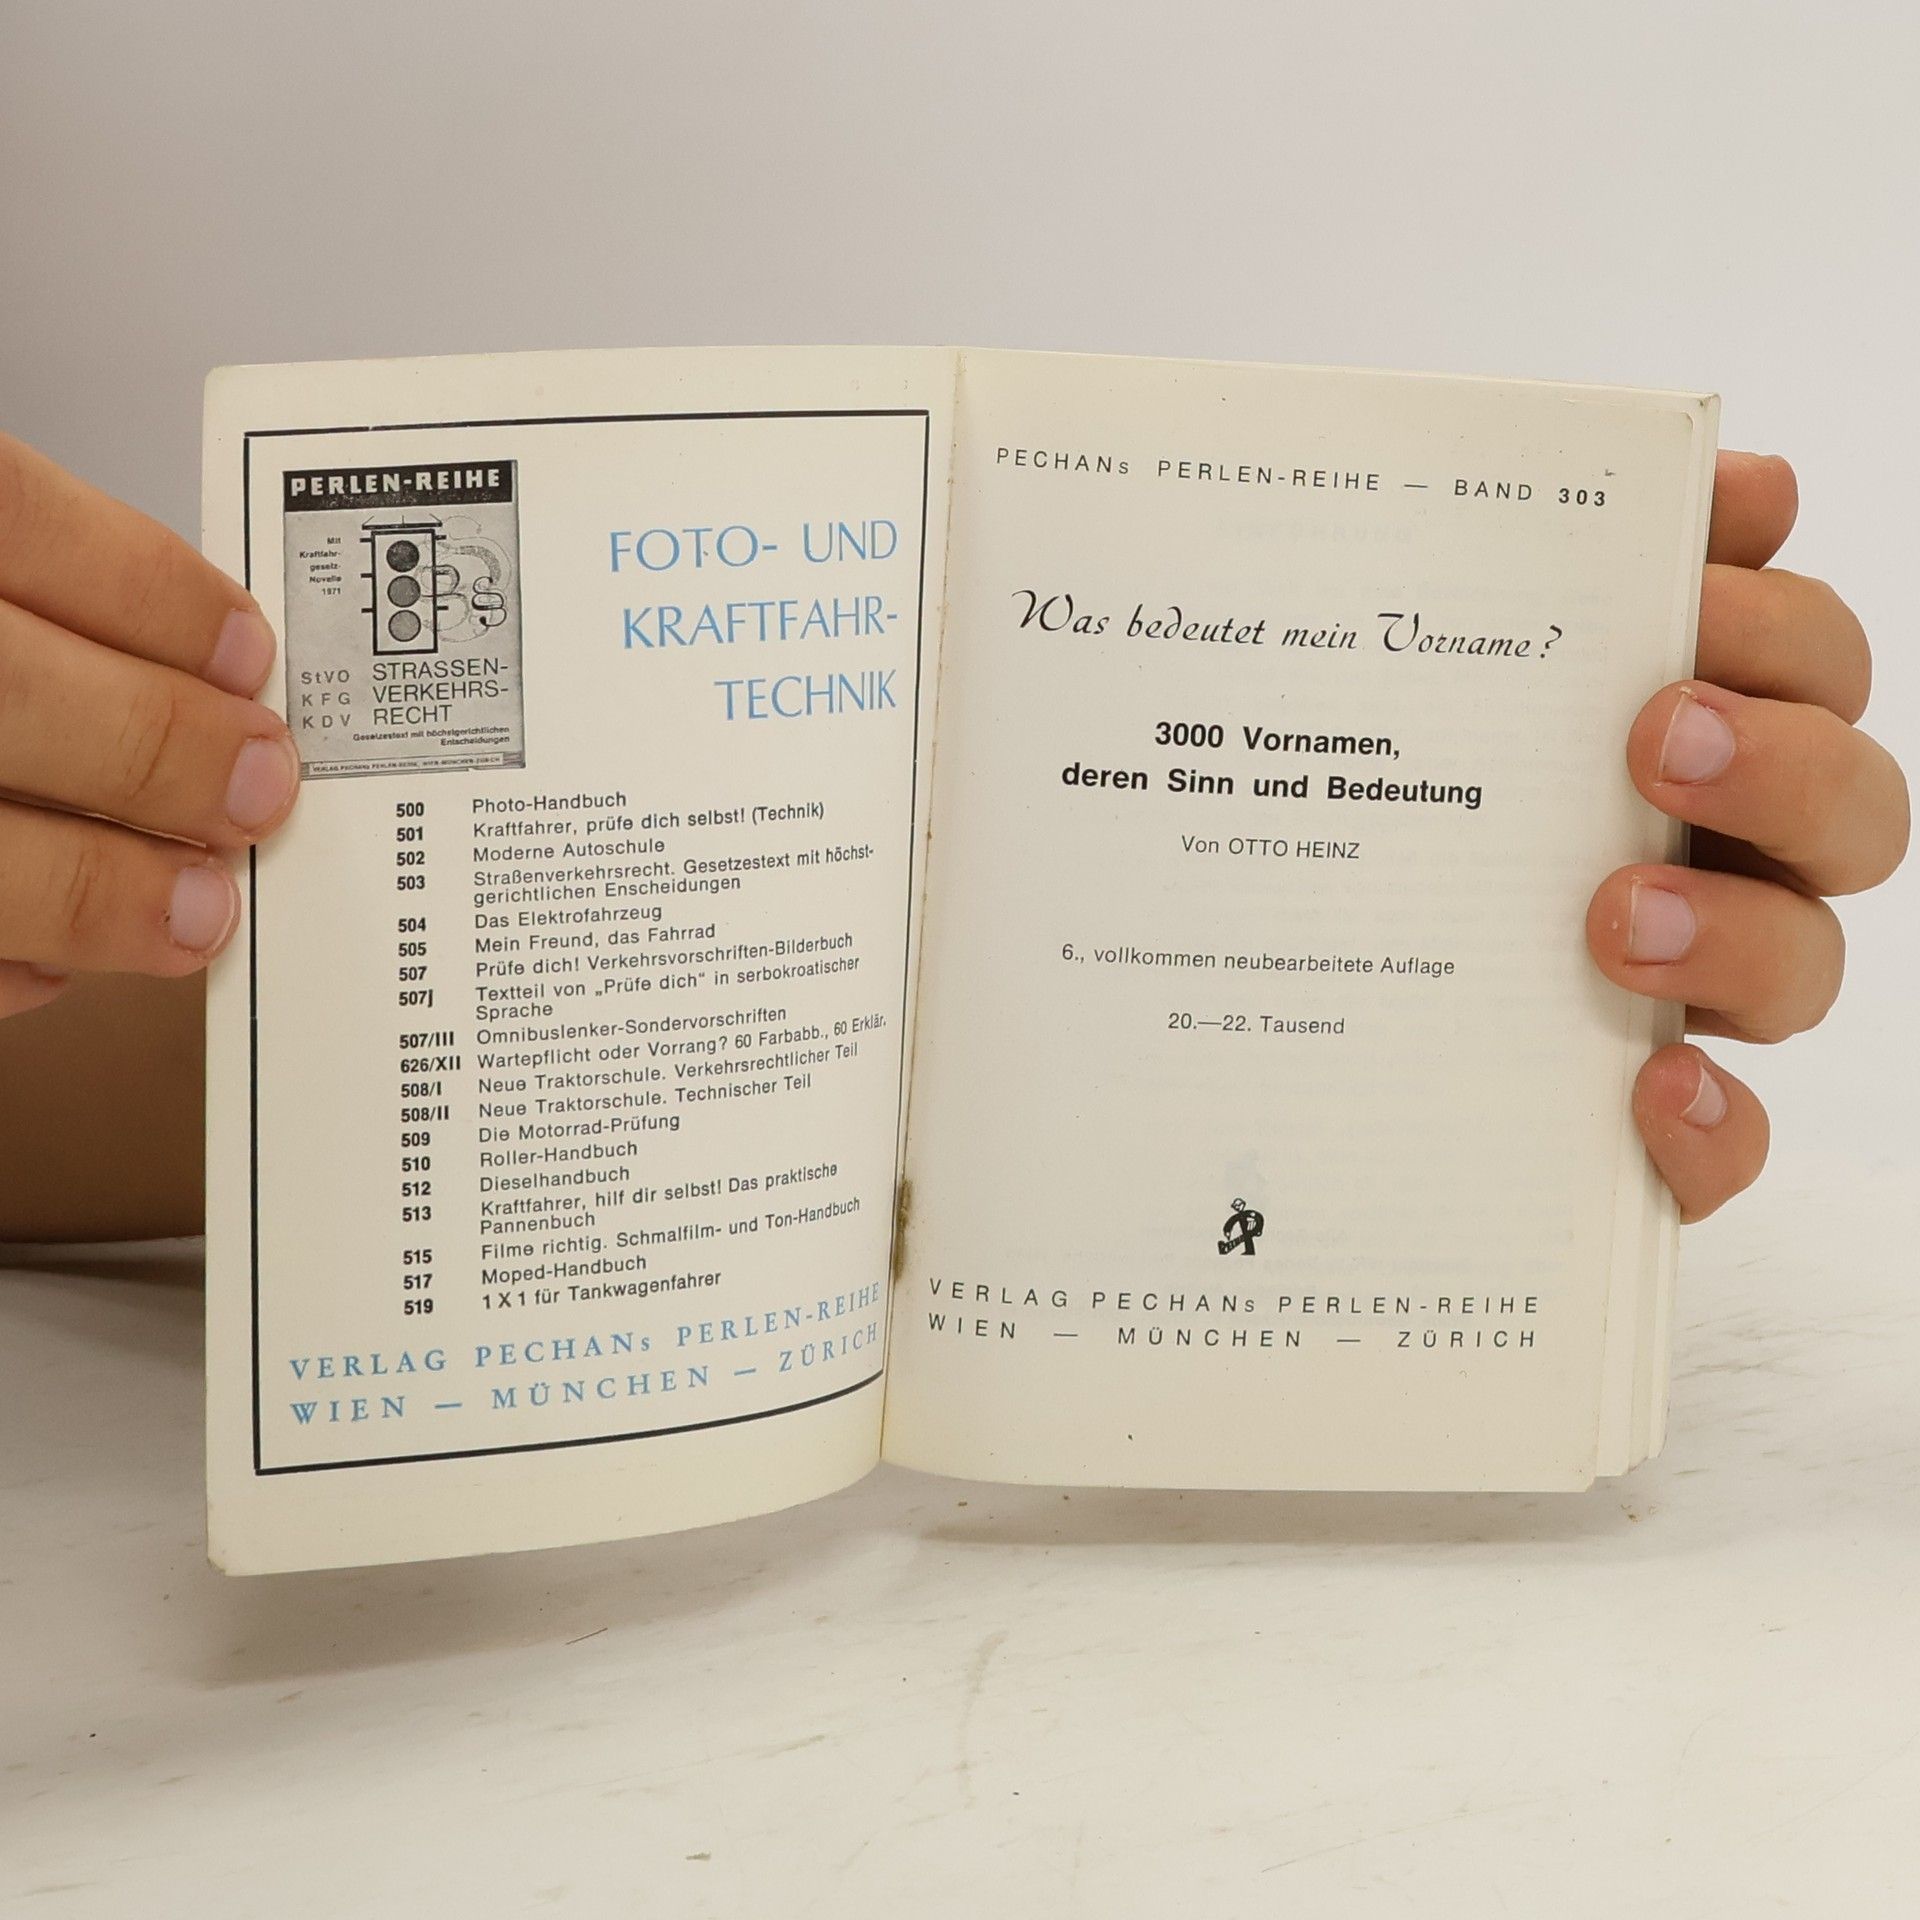 PERLEN-REIHE
Mit
Kraftfahr-
gesetz-
Novelle
1971
StVO
KFG
KDV
STRASSEN-
VERKEHRS-
RECHT
Gesetzestext mit höchstgerichtlichen
Entscheidungen
VERLAG PECHANs PERLEN-REIHE, WIEN-MÜNCHEN-ZÜRICH
FOTO- UND
KRAFTFAHR-
TECHNIK
500 Photo-Handbuch
501 Kraftfahrer, prüfe dich selbst! (Technik)
502 Moderne Autoschule
503 Straßenverkehrsrecht. Gesetzestext mit höchst-
gerichtlichen Enscheidungen
504 Das Elektrofahrzeug
505 Mein Freund, das Fahrrad
507 Prüfe dich! Verkehrsvorschriften-Bilderbuch
507J Textteil von „Prüfe dich“ in serbokroatischer
Sprache
507/III Omnibuslenker-Sondervorschriften
626/XII Wartepflicht oder Vorrang? 60 Farbabb., 60 Erklär.
508/I Neue Traktorschule. Verkehrsrechtlicher Teil
508/II Neue Traktorschule. Technischer Teil
509 Die Motorrad-Prüfung
510 Roller-Handbuch
512 Dieselhandbuch
513 Kraftfahrer, hilf dir selbst! Das praktische
Pannenbuch
515 Filme richtig. Schmalfilm- und Ton-Handbuch
517 Moped-Handbuch
519 1 X 1 für Tankwagenfahrer
VERLAG PECHANs PERLEN-REIHE
WIEN — MÜNCHEN — ZÜRICH
PECHANs PERLEN-REIHE — BAND 303
Was bedeutet mein Vorname?
3000 Vornamen,
deren Sinn und Bedeutung
Von OTTO HEINZ
6., vollkommen neubearbeitete Auflage
20.—22. Tausend
VERLAG PECHANs PERLEN-REIHE
WIEN — MÜNCHEN — ZÜRICH